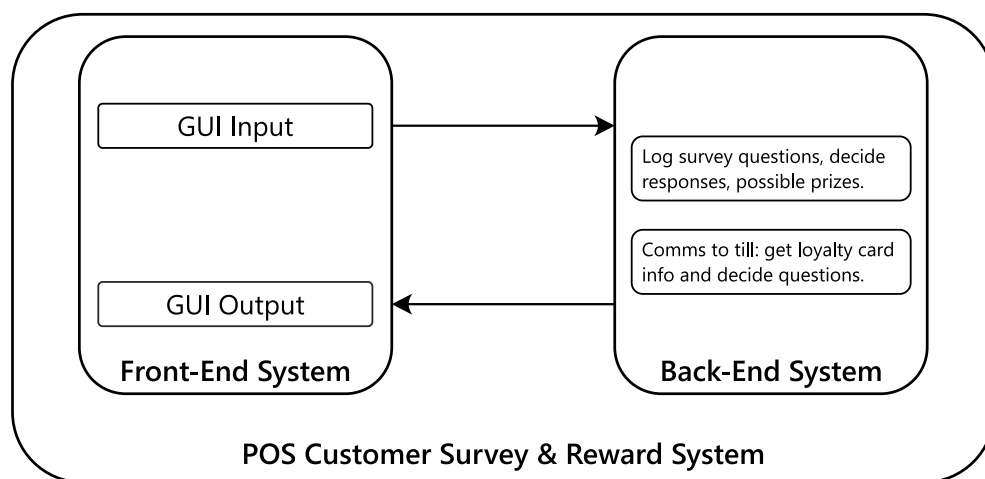 GUI Input
GUI Output
Front-End System
Log survey questions, decide
responses, possible prizes.
Comms to till: get loyalty card
info and decide questions.
Back-End System
POS Customer Survey & Reward System